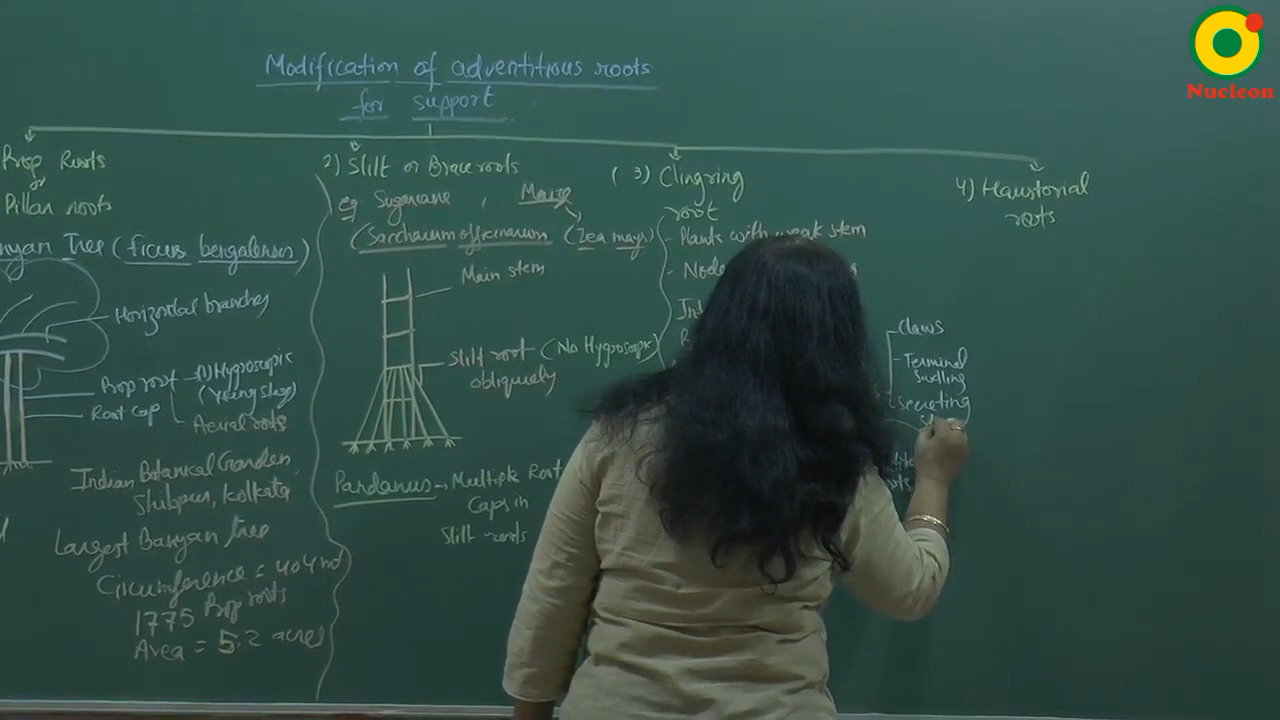 Nucleon
Modification of adventitious roots
for support
Prop Roots
or
Pillar roots
Banyan Tree (ficus bengalensis)
Horizontal branches
Prop root (1) Hygroscopic
(Young stage)
Root cap
Aerial roots
Indian Botanical Garden,
Shibpur, Kolkata
Largest Banyan tree
Circumference = 404 mt
1775 Prop roots
Area = 5.2 acres
2) Stilt or Brace roots
eg Sugarcane , Maize
(Saccharum officinarum (Zea mays)
Main stem
Stilt root (No Hygroscopic)
obliquely
Pandanus → Multiple Root
Caps in
Stilt roots
(3) Clingring
root
- Plants with weak stem
- Node
Claws
Terminal
Swelling
Secreting
4) Haustorial
roots